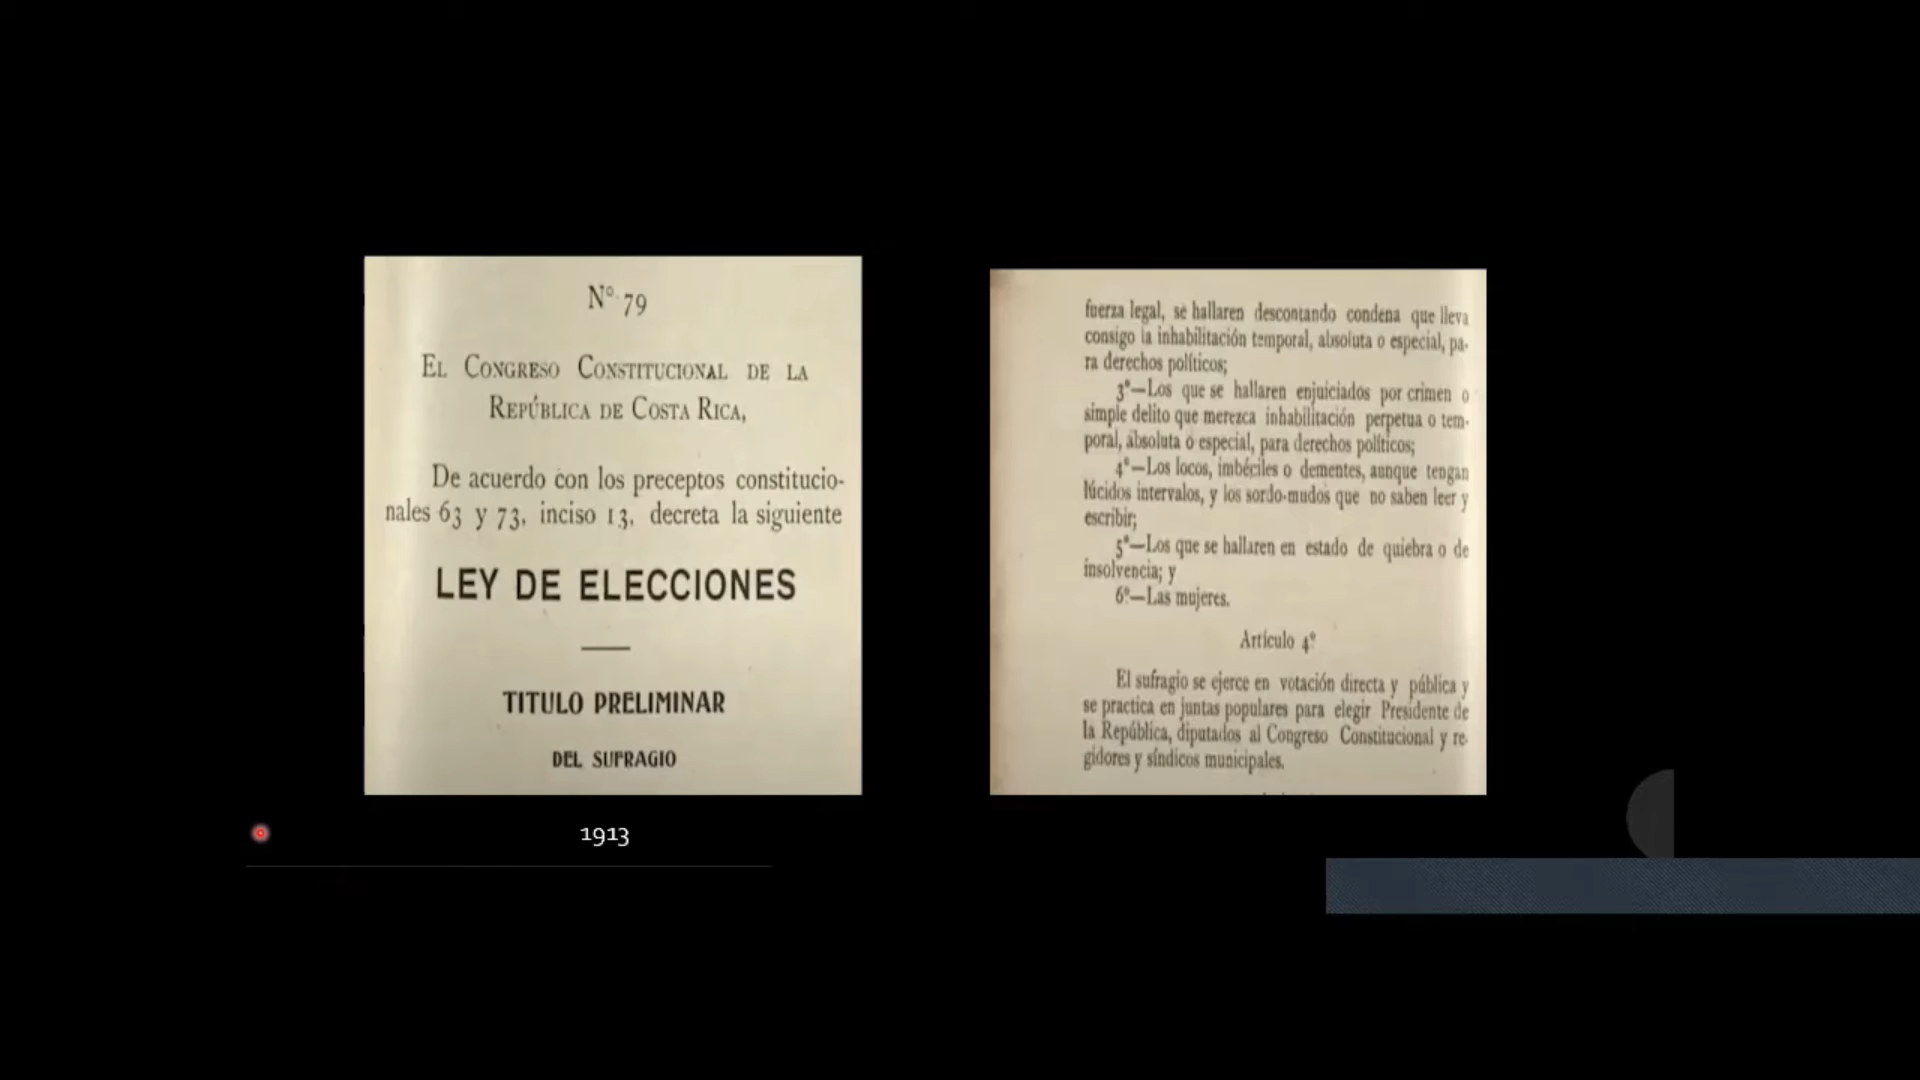 Nº 79
El Congreso Constitucional de la
República de Costa Rica,
De acuerdo con los preceptos constitucio-
nales 63 y 73, inciso 13, decreta la siguiente
LEY DE ELECCIONES
TITULO PRELIMINAR
DEL SUFRAGIO
1913
fuerza legal, se hallaren descontando condena que lleva
consigo la inhabilitación temporal, absoluta o especial, pa-
ra derechos políticos;
3º—Los que se hallaren enjuiciados por crimen o
simple delito que merezca inhabilitación perpetua o tem-
poral, absoluta o especial, para derechos políticos;
4º—Los locos, imbéciles o dementes, aunque tengan
lúcidos intervalos, y los sordo-mudos que no saben leer y
escribir;
5º—Los que se hallaren en estado de quiebra o de
insolvencia; y
6º—Las mujeres.
Artículo 4º
El sufragio se ejerce en votación directa y pública y
se practica en juntas populares para elegir Presidente de
la República, diputados al Congreso Constitucional y re-
gidores y síndicos municipales.